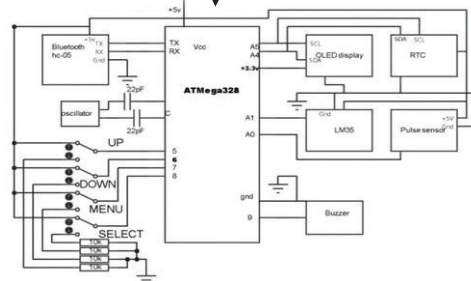 +5v
+5v
Bluetooth
hc-05
TX
RX
Gnd
TX
RX
Vcc
ATMega328
A5
A4
+3.3v
SCL
SDA
OLED display
SDA
SCL
RTC
22pF
oscillator
22pF
C
Gnd
LM35
A1
A0
+5V
Gnd
Pulse sensor
UP
5
6
7
8
DOWN
MENU
SELECT
10k
10k
10k
10k
gnd
9
Buzzer